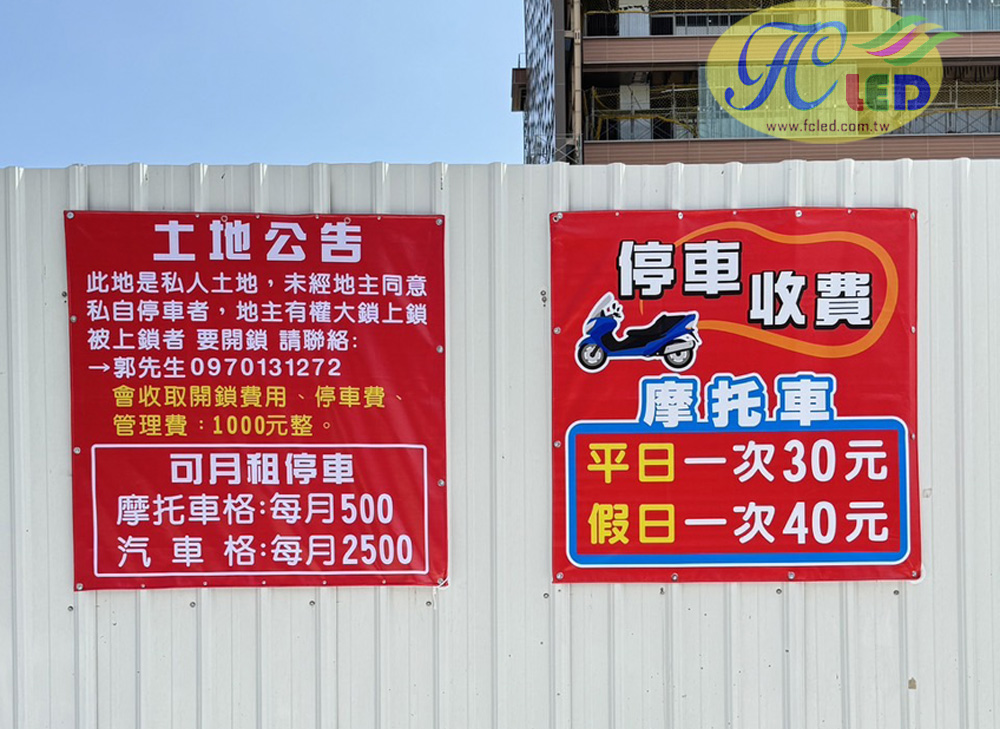 FC LED
www.fcled.com.tw
土地公告
此地是私人土地，未經地主同意
私自停車者，地主有權大鎖上鎖
被上鎖者 要開鎖 請聯絡:
→郭先生0970131272
會收取開鎖費用、停車費、
管理費：1000元整。
可月租停車
摩托車格:每月500
汽車格:每月2500
停車
收費
摩托車
平日一次30元
假日一次40元